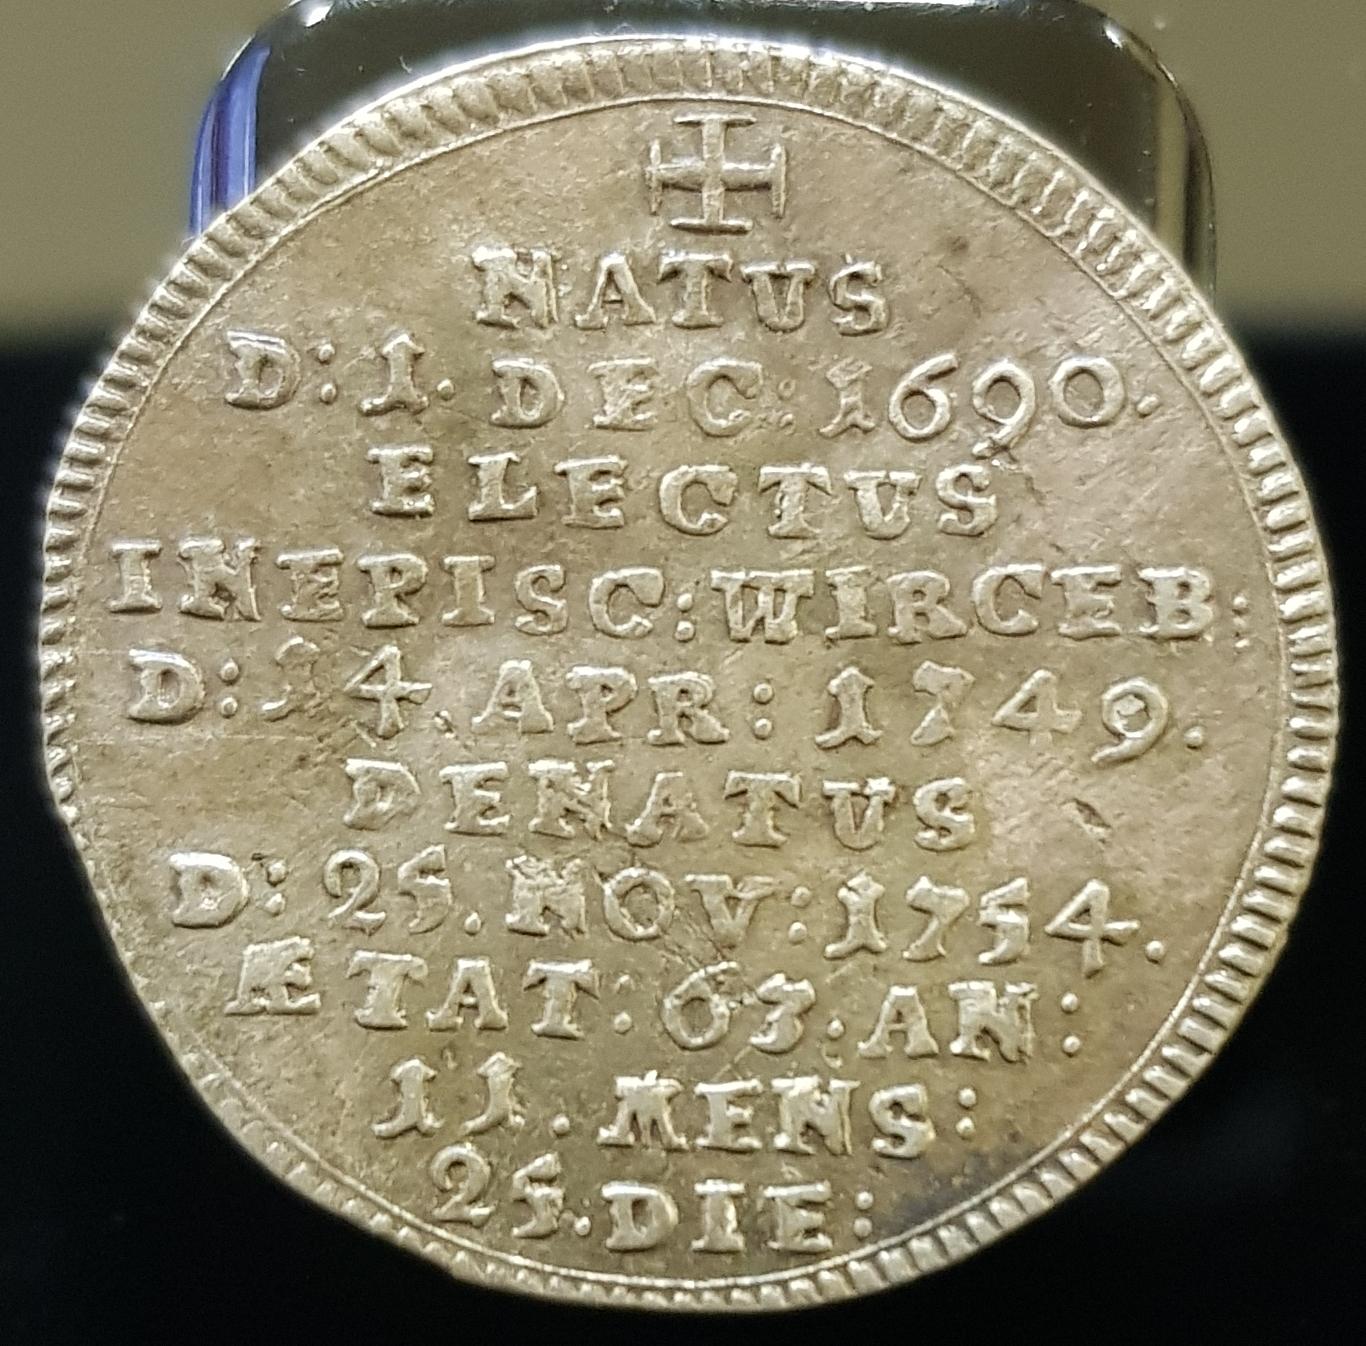 NATUS
D: 1. DEC: 1690.
ELECTUS
IN EPISC: WIRCEB:
D: 14. APR: 1749.
DENATUS
D: 25. NOV: 1754.
ÆTAT: 63. AN:
11. MENS:
25. DIE: